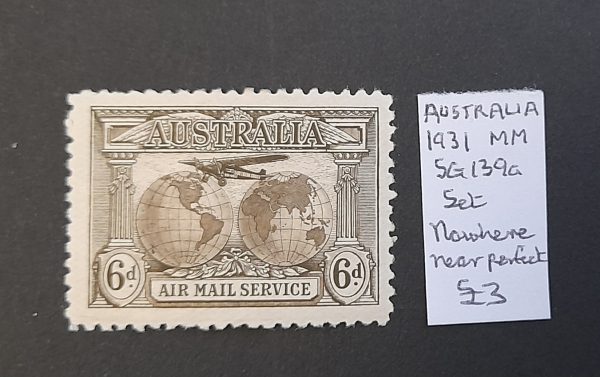 AUSTRALIA
6d
AIR MAIL SERVICE
6d
AUSTRALIA
1931 MM
SG139a
Set
Nowhere
near perfect
£3